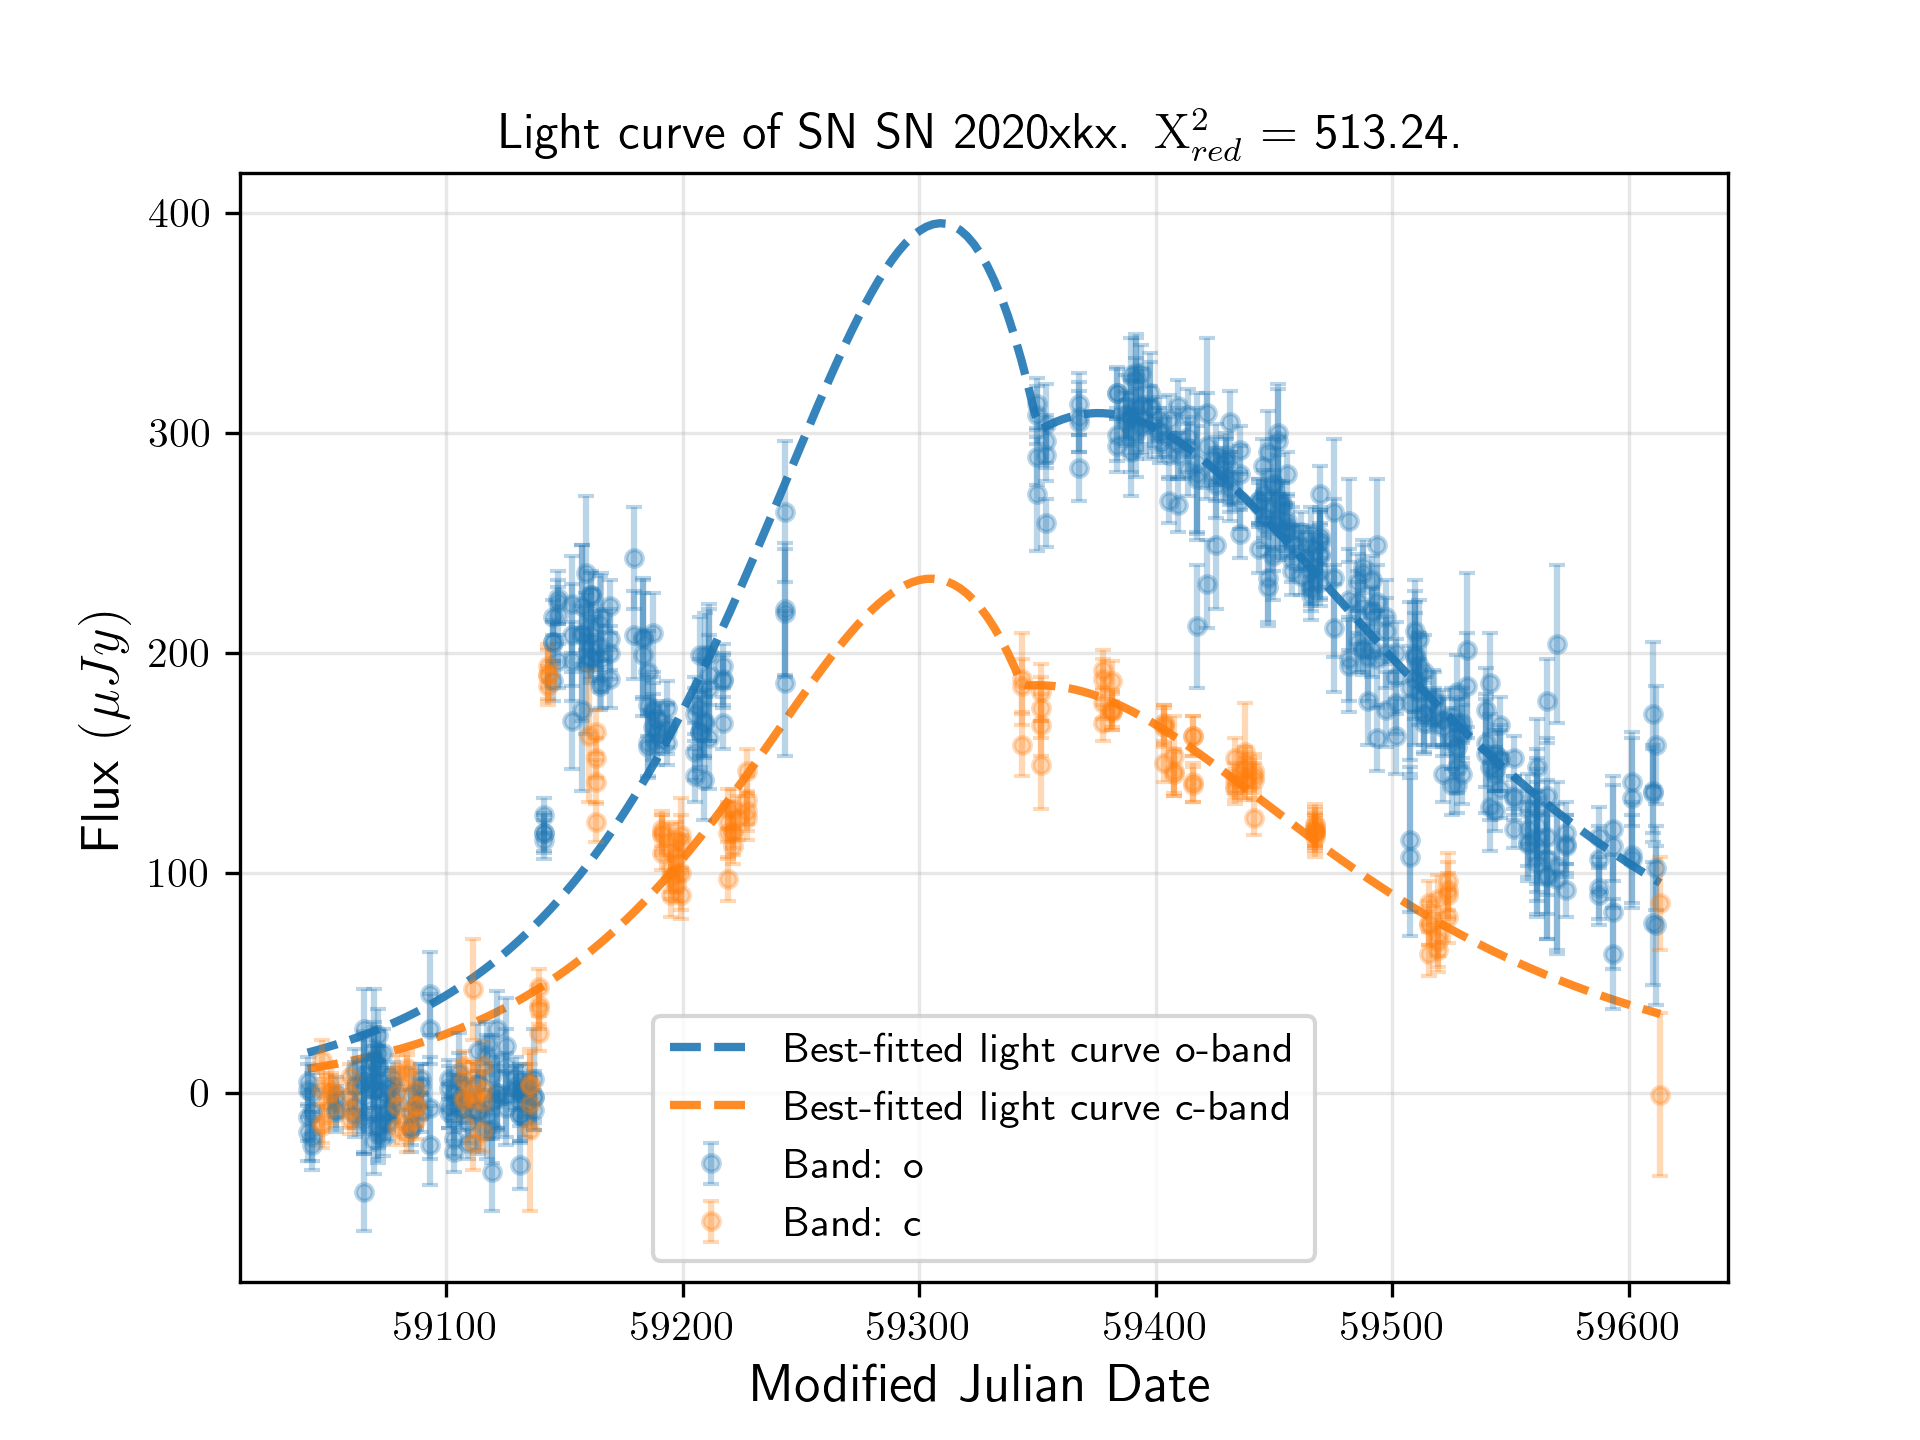 Light curve of SN SN 2020xkx. X²red = 513.24.
400
300
200
100
0
Flux (μJy)
59100 59200 59300 59400 59500 59600
Modified Julian Date
Best-fitted light curve o-band
Best-fitted light curve c-band
Band: o
Band: c